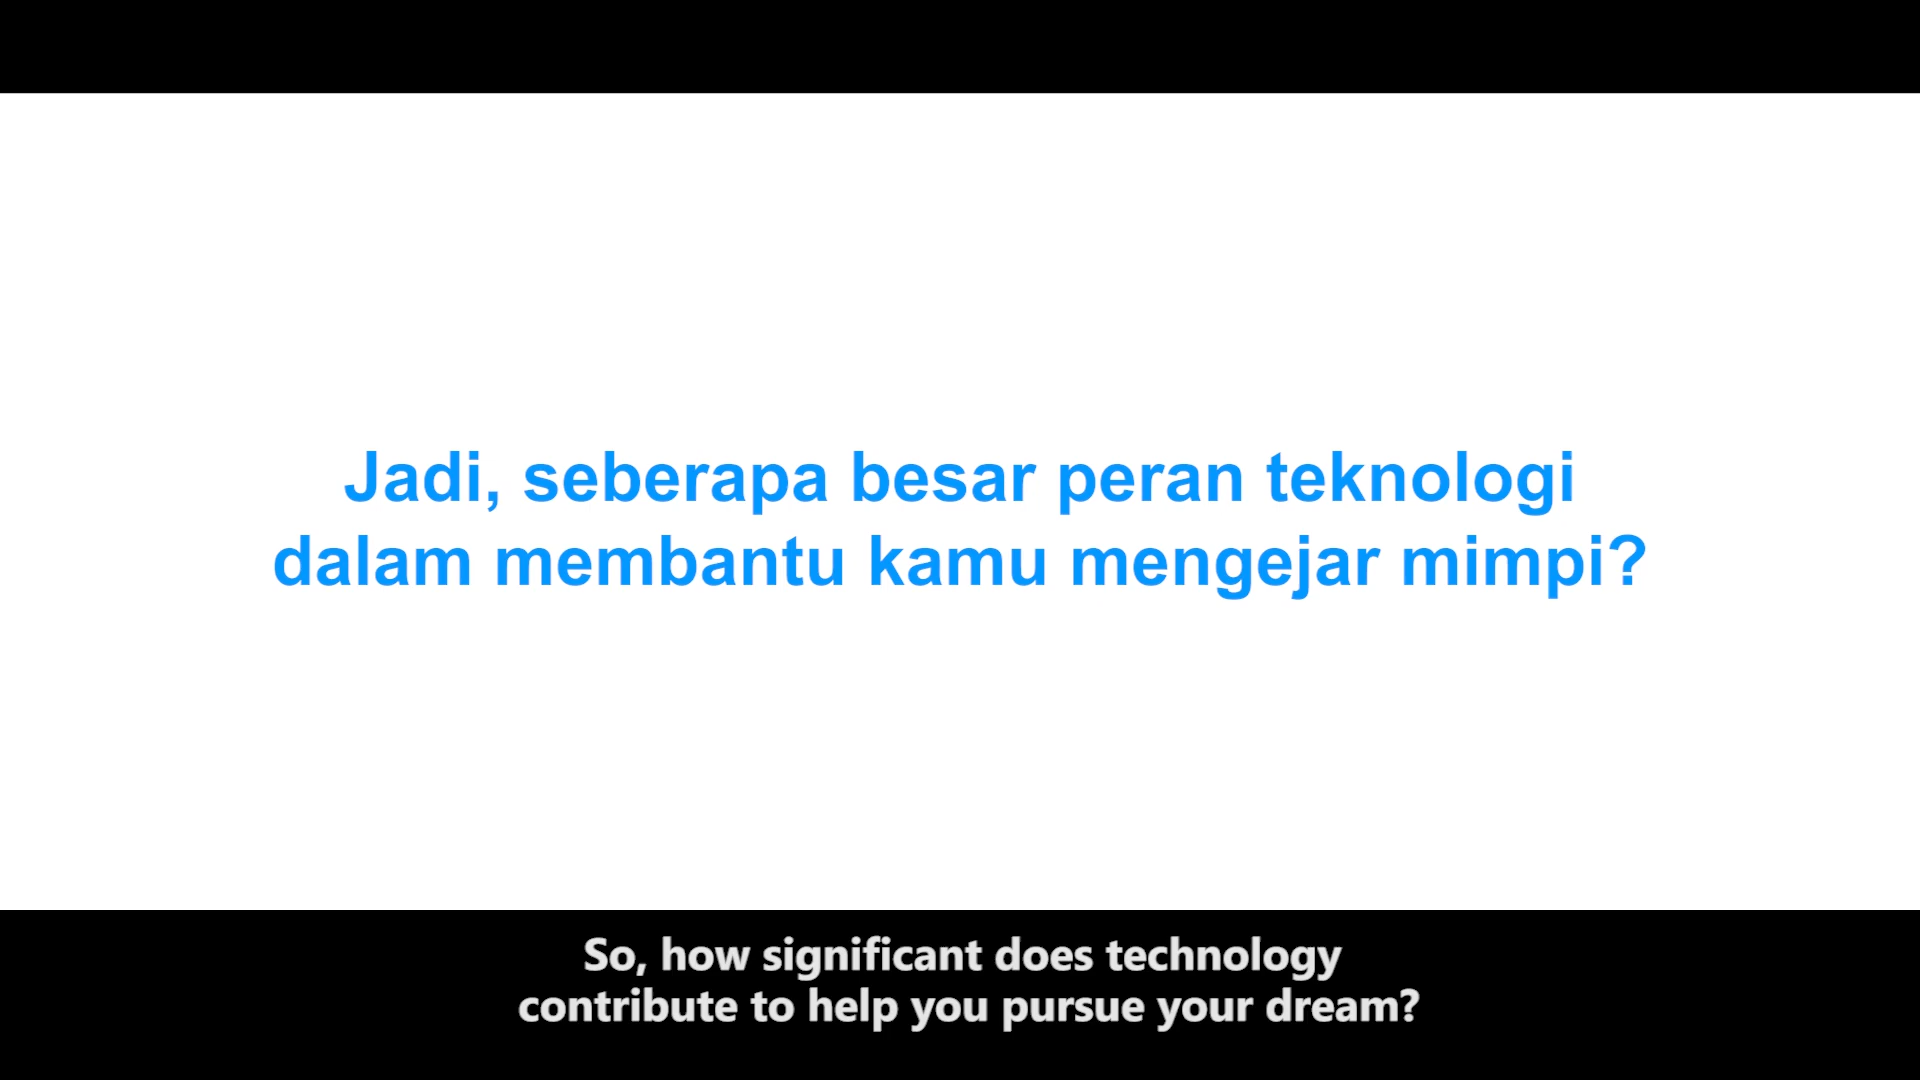 Jadi, seberapa besar peran teknologi
dalam membantu kamu mengejar mimpi?
So, how significant does technology
contribute to help you pursue your dream?